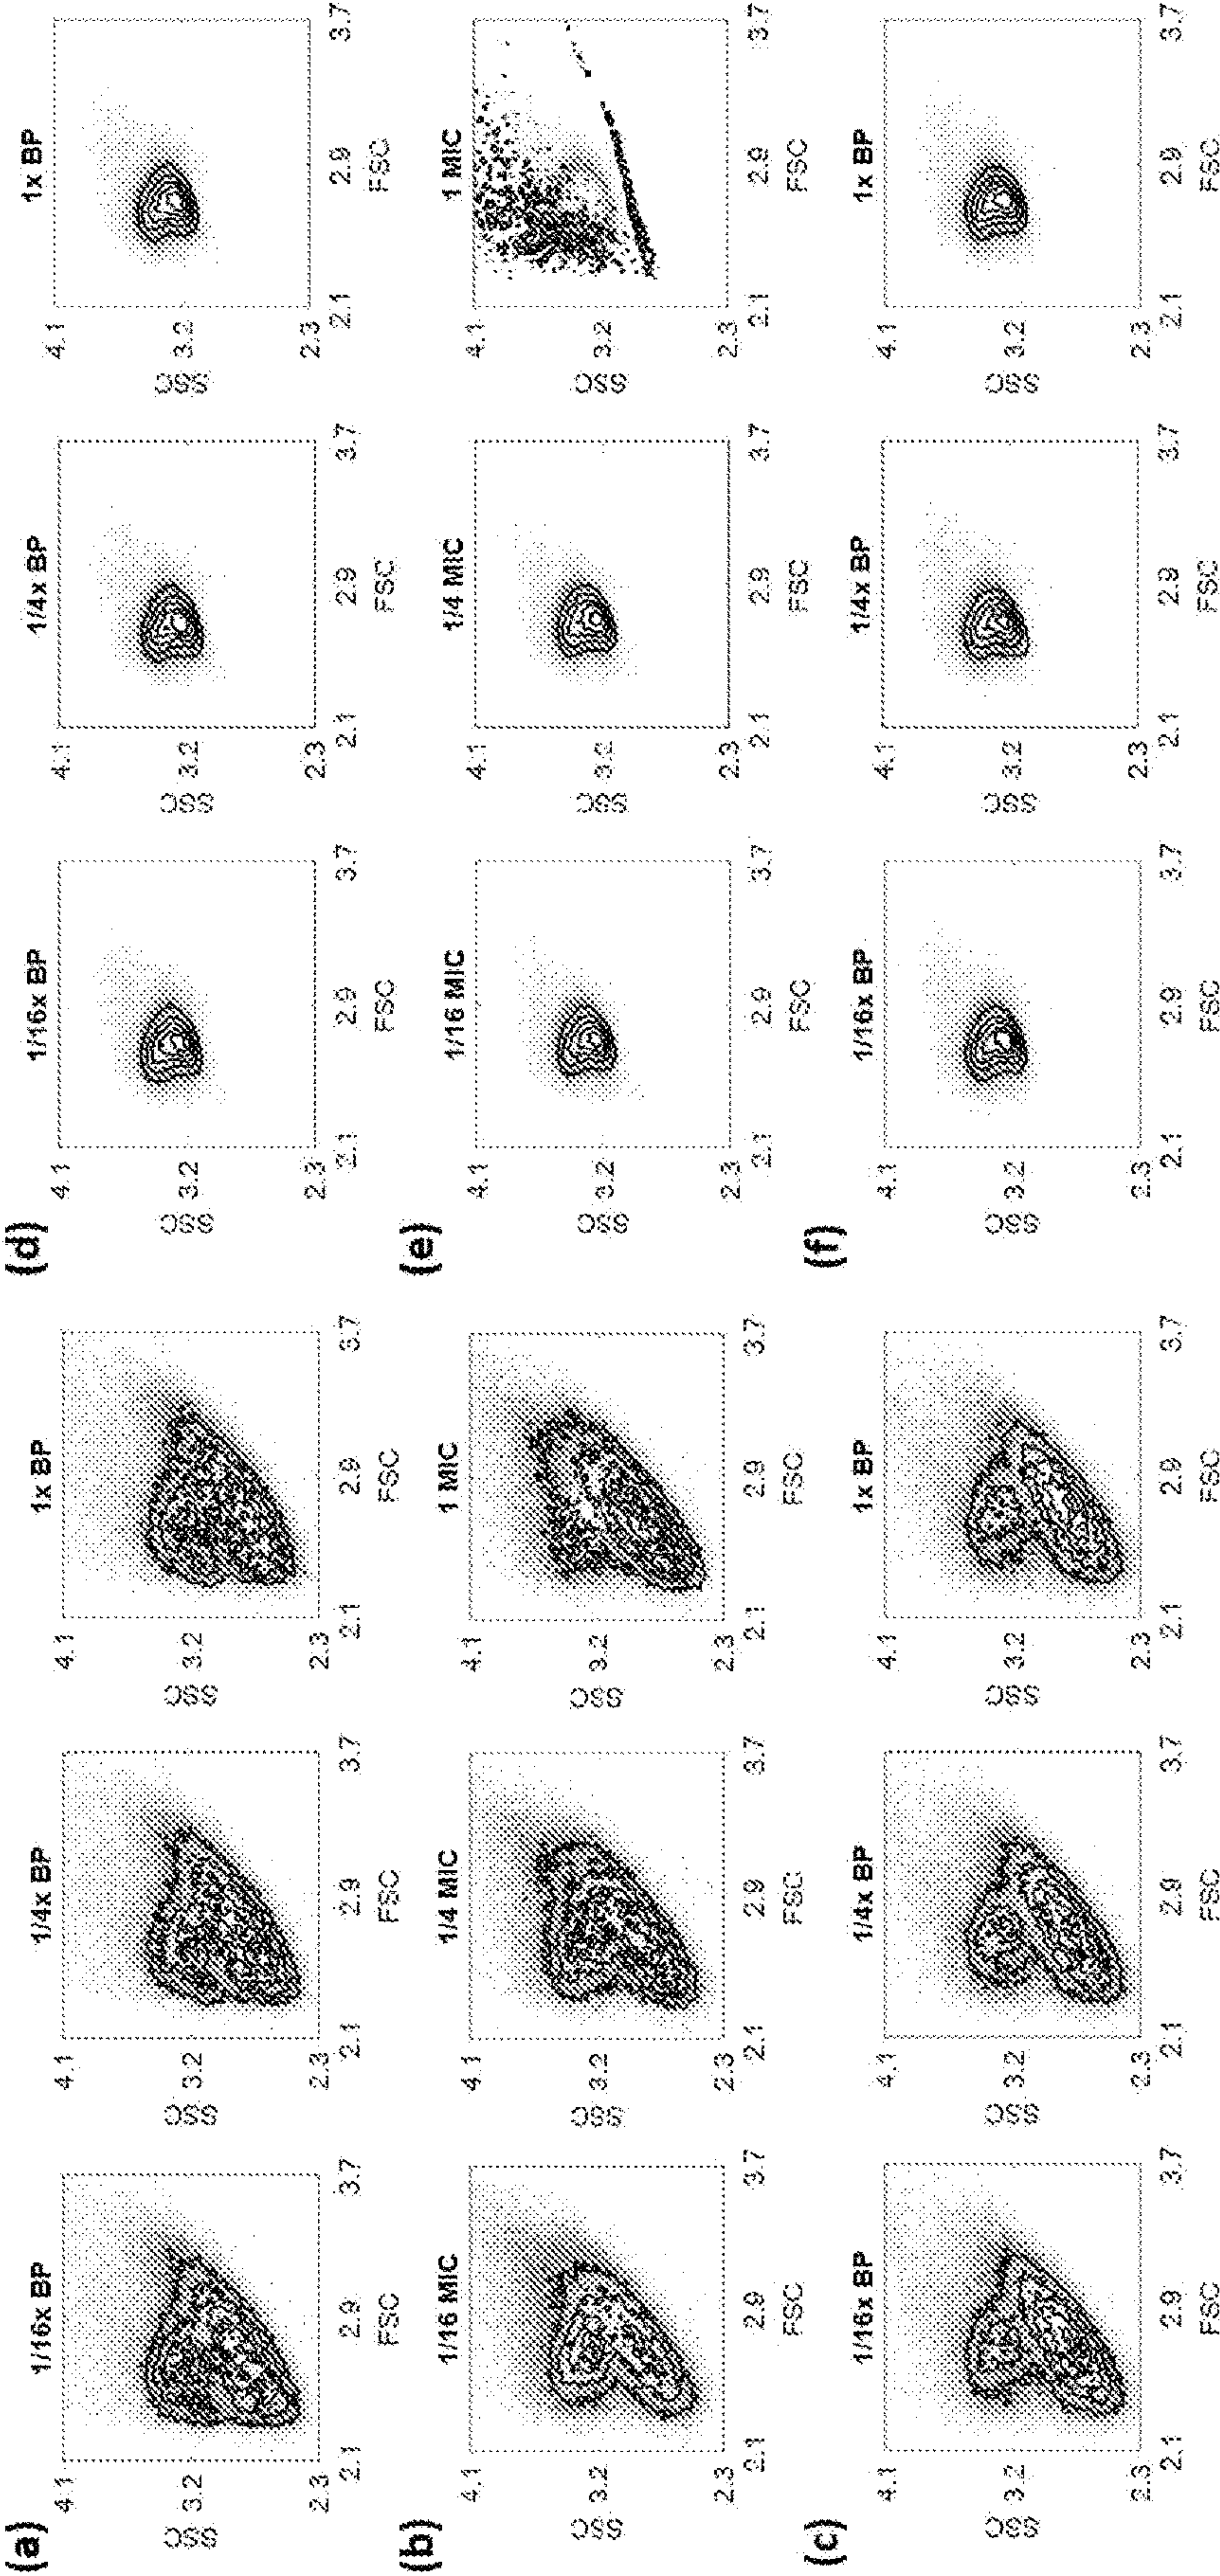 (a) (d)
1/16x BP 1/4x BP 1x BP 1/16x BP 1/4x BP 1x BP
4.1 4.1 4.1 4.1 4.1 4.1
SSC 3.2 SSC 3.2 SSC 3.2 SSC 3.2 SSC 3.2 SSC 3.2
2.3 2.3 2.3 2.3 2.3 2.3
2.1 2.9 3.7 2.1 2.9 3.7 2.1 2.9 3.7 2.1 2.9 3.7 2.1 2.9 3.7 2.1 2.9 3.7
FSC FSC FSC FSC FSC FSC
(b) (e)
1/16 MIC 1/4 MIC 1 MIC 1/16 MIC 1/4 MIC 1 MIC
4.1 4.1 4.1 4.1 4.1 4.1
SSC 3.2 SSC 3.2 SSC 3.2 SSC 3.2 SSC 3.2 SSC 3.2
2.3 2.3 2.3 2.3 2.3 2.3
2.1 2.9 3.7 2.1 2.9 3.7 2.1 2.9 3.7 2.1 2.9 3.7 2.1 2.9 3.7 2.1 2.9 3.7
FSC FSC FSC FSC FSC FSC
(c) (f)
1/16x BP 1/4x BP 1x BP 1/16x BP 1/4x BP 1x BP
4.1 4.1 4.1 4.1 4.1 4.1
SSC 3.2 SSC 3.2 SSC 3.2 SSC 3.2 SSC 3.2 SSC 3.2
2.3 2.3 2.3 2.3 2.3 2.3
2.1 2.9 3.7 2.1 2.9 3.7 2.1 2.9 3.7 2.1 2.9 3.7 2.1 2.9 3.7 2.1 2.9 3.7
FSC FSC FSC FSC FSC FSC